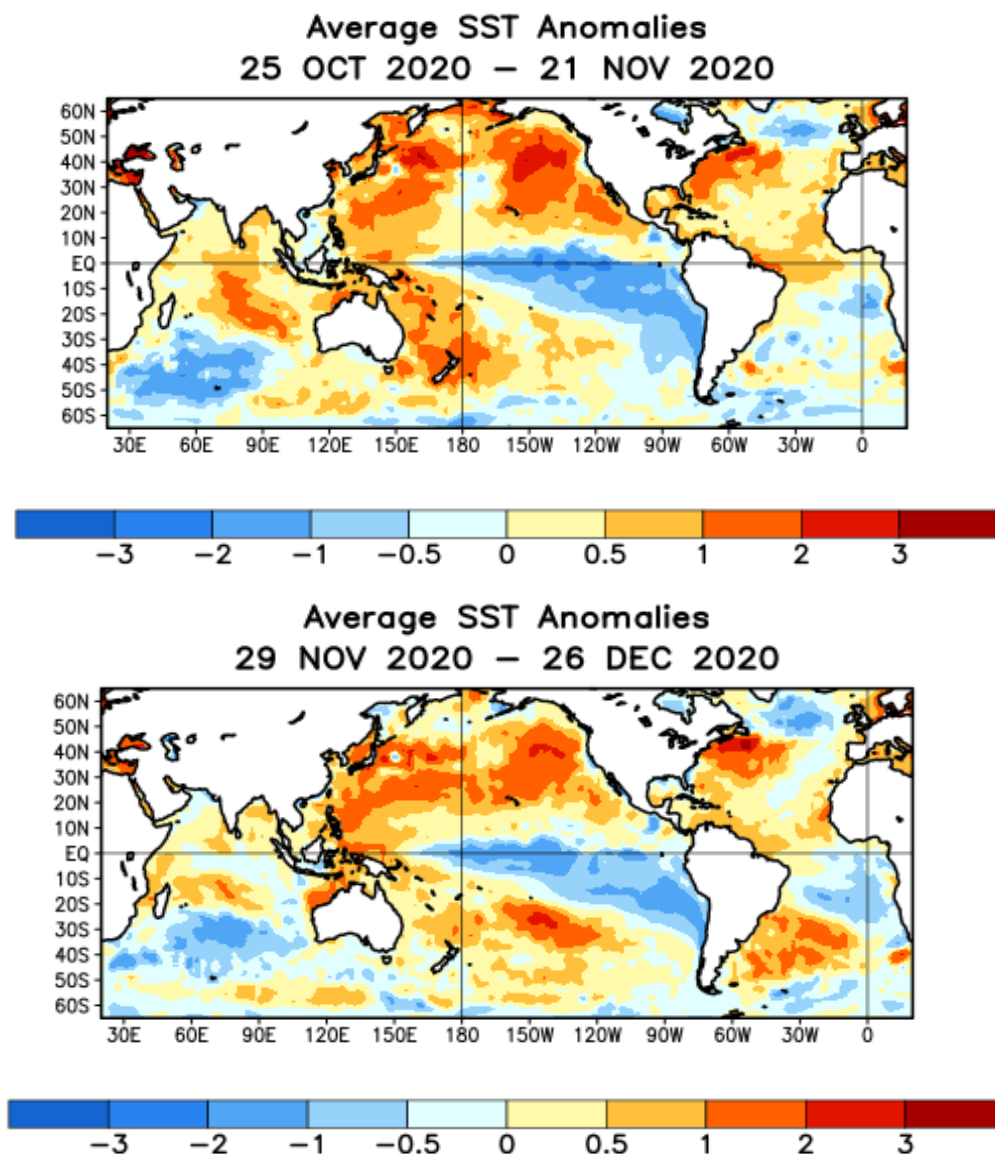 Average SST Anomalies
25 OCT 2020 – 21 NOV 2020
60N
50N
40N
30N
20N
10N
EQ
10S
20S
30S
40S
50S
60S
30E 60E 90E 120E 150E 180 150W 120W 90W 60W 30W 0
−3 −2 −1 −0.5 0 0.5 1 2 3
Average SST Anomalies
29 NOV 2020 – 26 DEC 2020
60N
50N
40N
30N
20N
10N
EQ
10S
20S
30S
40S
50S
60S
30E 60E 90E 120E 150E 180 150W 120W 90W 60W 30W 0
−3 −2 −1 −0.5 0 0.5 1 2 3